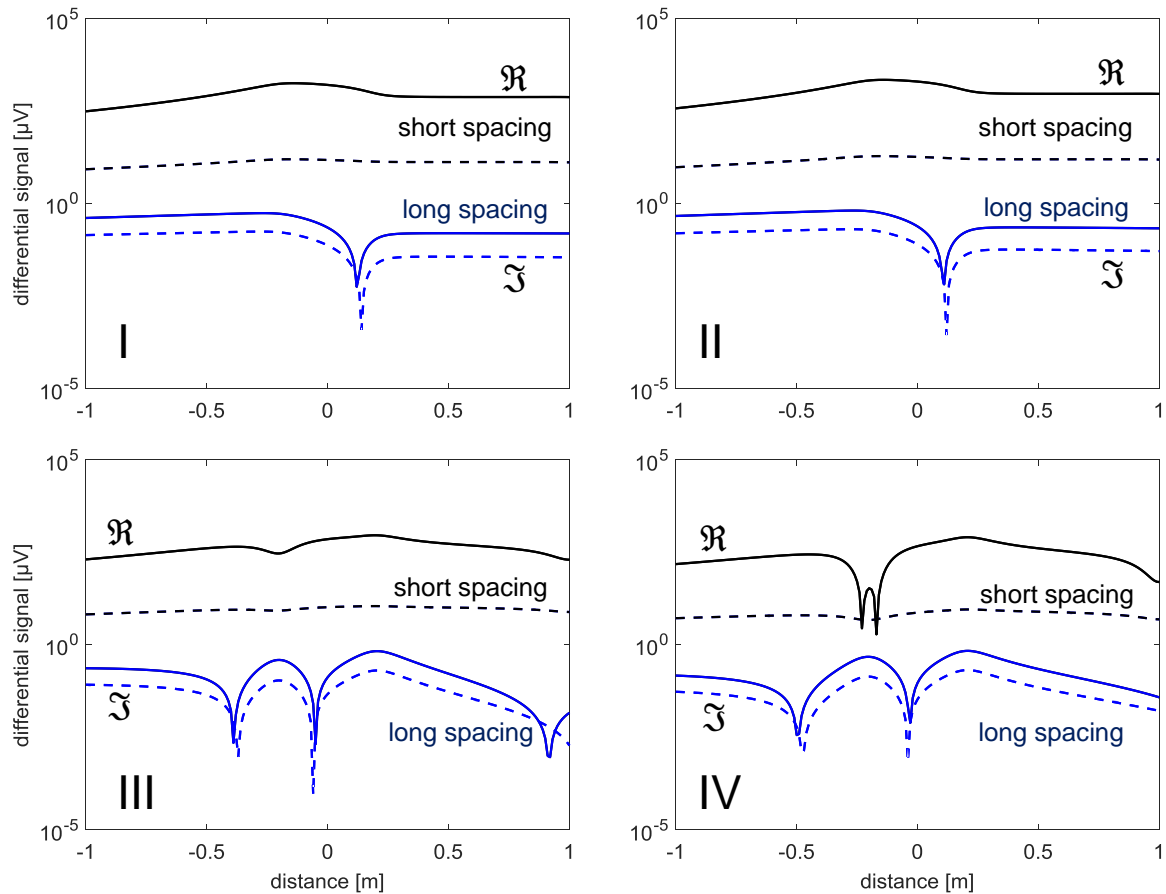 10^5
ℜ
short spacing
10^0
long spacing
ℑ
I
10^-5
-1 -0.5 0 0.5 1
differential signal [µV]
10^5
ℜ
short spacing
10^0
long spacing
ℑ
II
10^-5
-1 -0.5 0 0.5 1
10^5
ℜ
short spacing
10^0
ℑ
long spacing
III
10^-5
-1 -0.5 0 0.5 1
differential signal [µV]
distance [m]
10^5
ℜ
short spacing
10^0
ℑ
long spacing
IV
10^-5
-1 -0.5 0 0.5 1
distance [m]